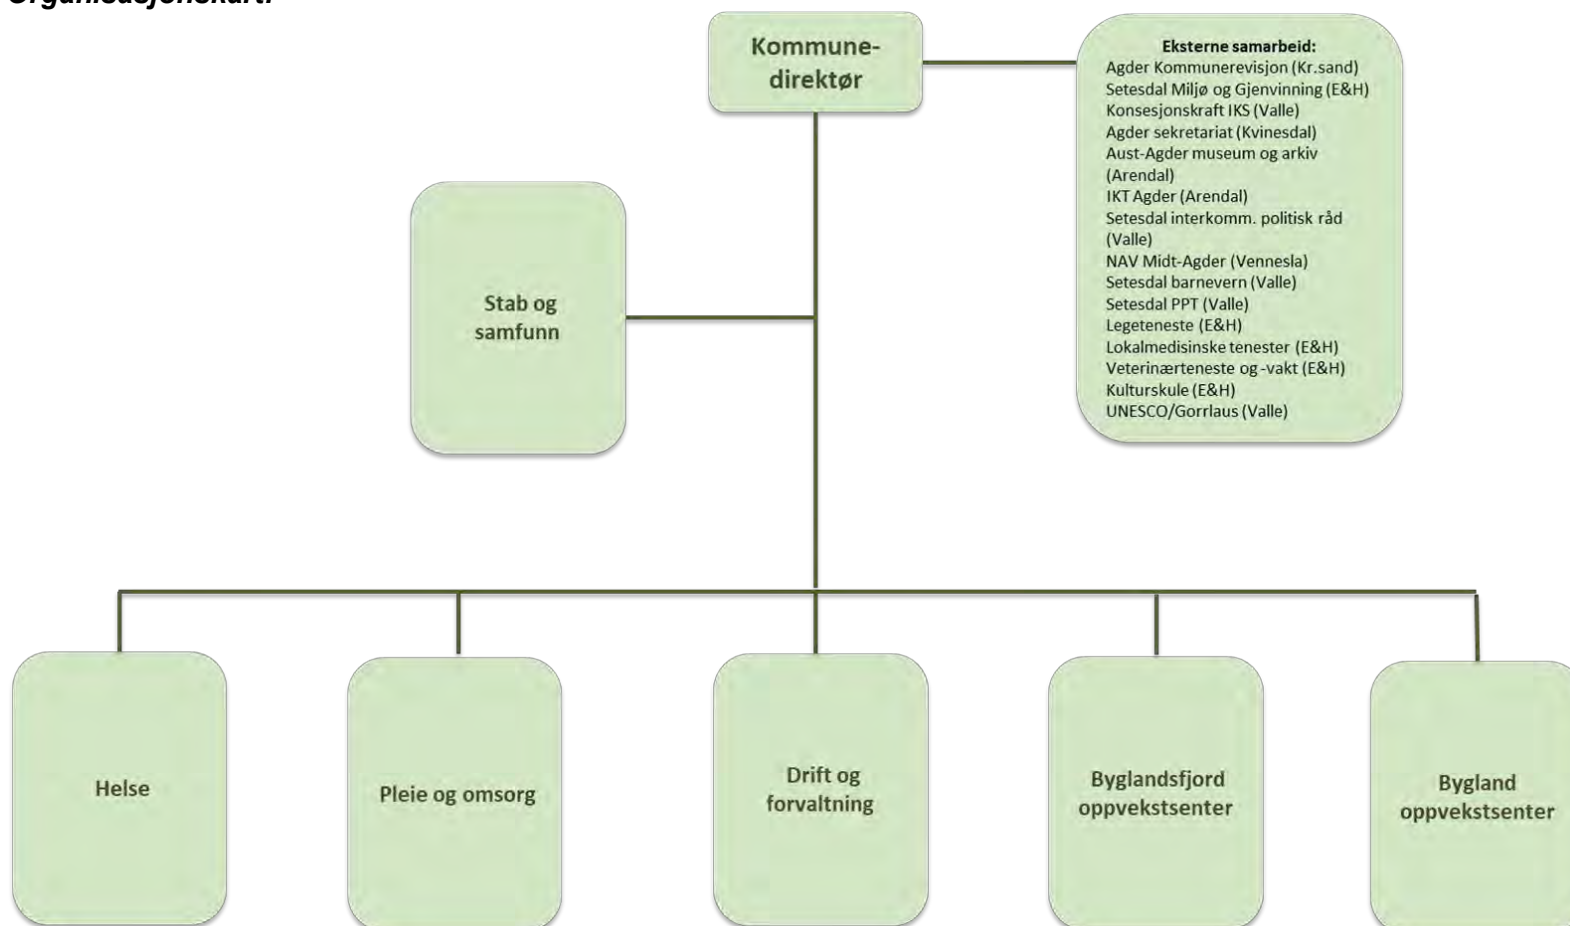 Organisasjonskart:
Kommune-
direktør
Eksterne samarbeid:
Agder Kommunerevisjon (Kr.sand)
Setesdal Miljø og Gjenvinning (E&H)
Konsesjonskraft IKS (Valle)
Agder sekretariat (Kvinesdal)
Aust-Agder museum og arkiv
(Arendal)
IKT Agder (Arendal)
Setesdal interkomm. politisk råd
(Valle)
NAV Midt-Agder (Vennesla)
Setesdal barnevern (Valle)
Setesdal PPT (Valle)
Legeteneste (E&H)
Lokalmedisinske tenester (E&H)
Veterinærteneste og -vakt (E&H)
Kulturskule (E&H)
UNESCO/Gorrlaus (Valle)
Stab og
samfunn
Helse
Pleie og omsorg
Drift og
forvaltning
Byglandsfjord
oppvekstsenter
Bygland
oppvekstsenter